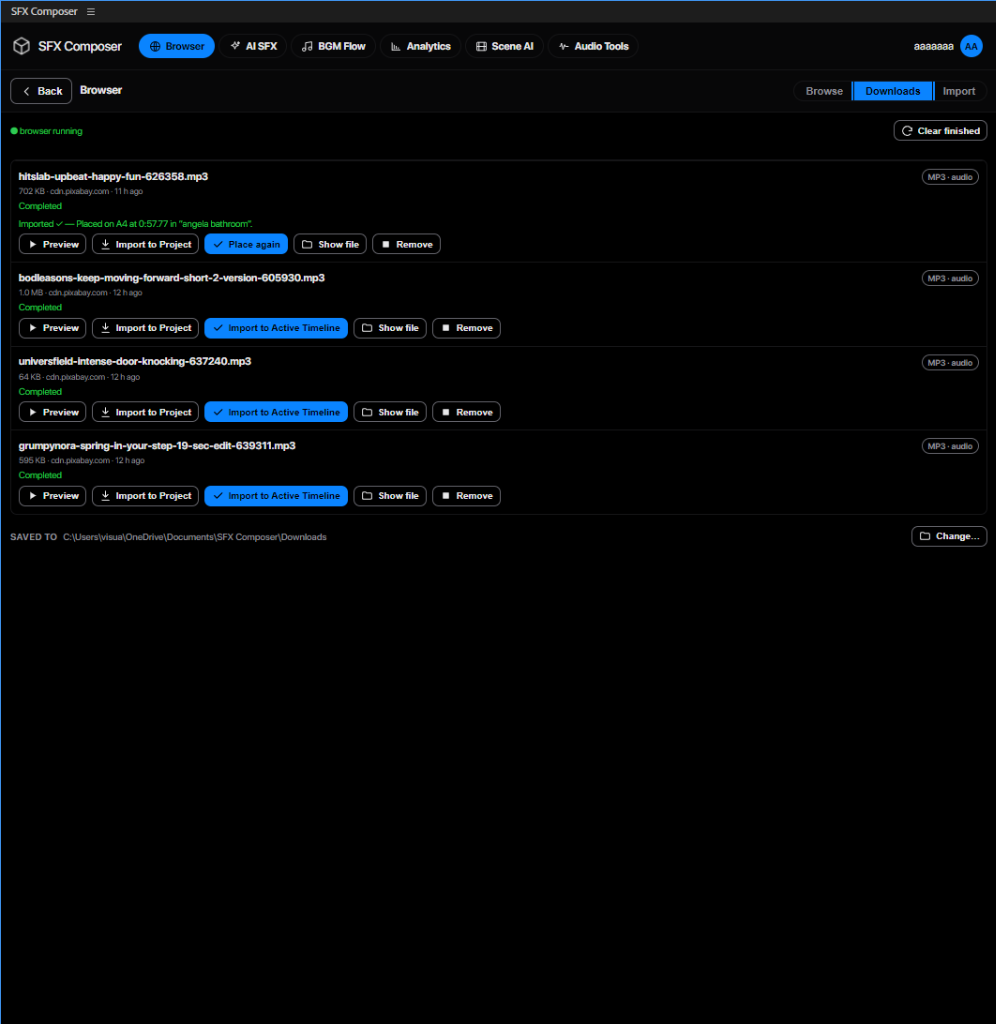 SFX Composer
SFX Composer Browser AI SFX BGM Flow Analytics Scene AI Audio Tools aaaaaaa AA
Back Browser Browse Downloads Import
browser running Clear finished
hitslab-upbeat-happy-fun-626358.mp3 MP3 · audio
702 KB · cdn.pixabay.com · 11 h ago
Completed
Imported ✓ — Placed on A4 at 0:57.77 in "angela bathroom".
Preview Import to Project Place again Show file Remove
bodleasons-keep-moving-forward-short-2-version-605930.mp3 MP3 · audio
1.0 MB · cdn.pixabay.com · 12 h ago
Completed
Preview Import to Project Import to Active Timeline Show file Remove
universfield-intense-door-knocking-637240.mp3 MP3 · audio
64 KB · cdn.pixabay.com · 12 h ago
Completed
Preview Import to Project Import to Active Timeline Show file Remove
grumpynora-spring-in-your-step-19-sec-edit-639311.mp3 MP3 · audio
595 KB · cdn.pixabay.com · 12 h ago
Completed
Preview Import to Project Import to Active Timeline Show file Remove
SAVED TO C:\Users\visua\OneDrive\Documents\SFX Composer\Downloads Change...